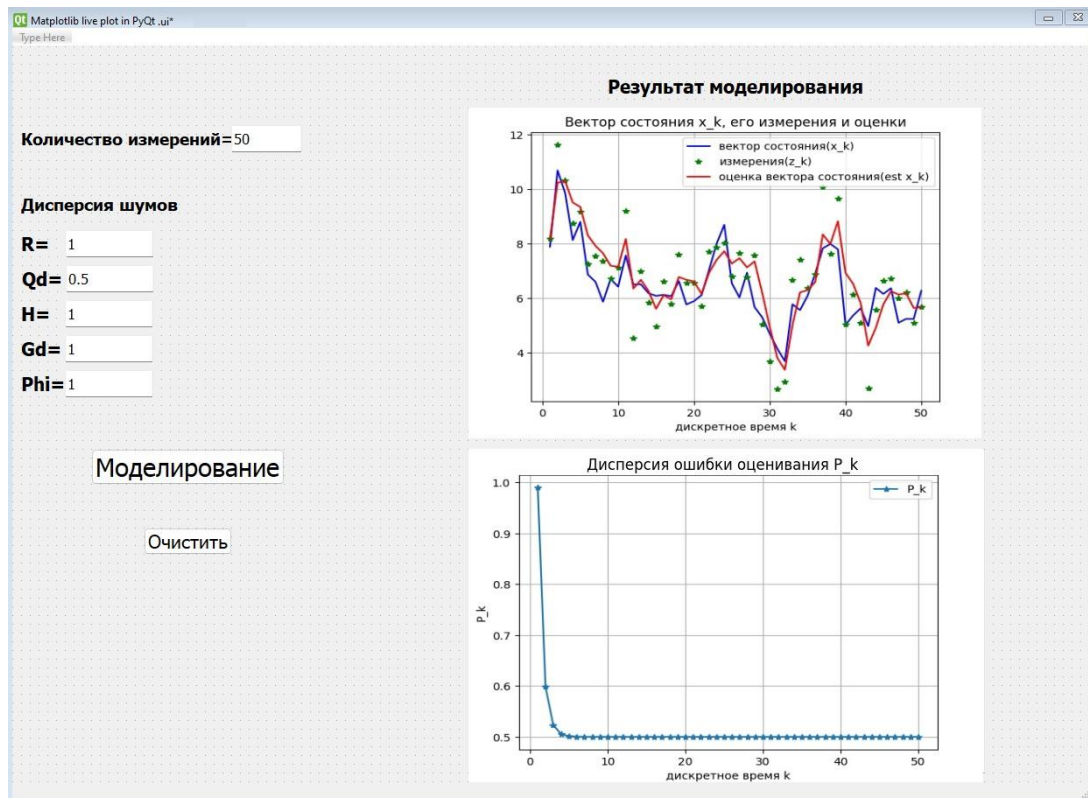 Matplotlib live plot in PyQt .ui*
Type Here
Результат моделирования
Количество измерений=50
Дисперсия шумов
R= 1
Qd= 0.5
H= 1
Gd= 1
Phi= 1
Моделирование
Очистить
Вектор состояния x_k, его измерения и оценки
вектор состояния(x_k)
измерения(z_k)
оценка вектора состояния(est x_k)
12
10
8
6
4
0 10 20 30 40 50
дискретное время k
Дисперсия ошибки оценивания P_k
P_k
1.0
0.9
0.8
0.7
0.6
0.5
P_k
0 10 20 30 40 50
дискретное время k